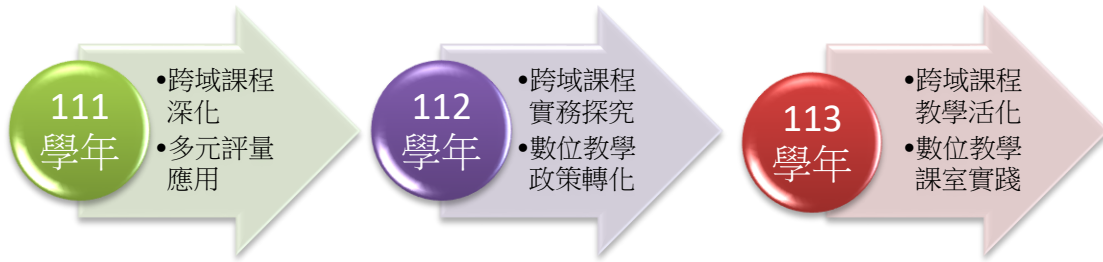 111
學年
•跨域課程
深化
•多元評量
應用
112
學年
•跨域課程
實務探究
•數位教學
政策轉化
113
學年
•跨域課程
教學活化
•數位教學
課室實踐